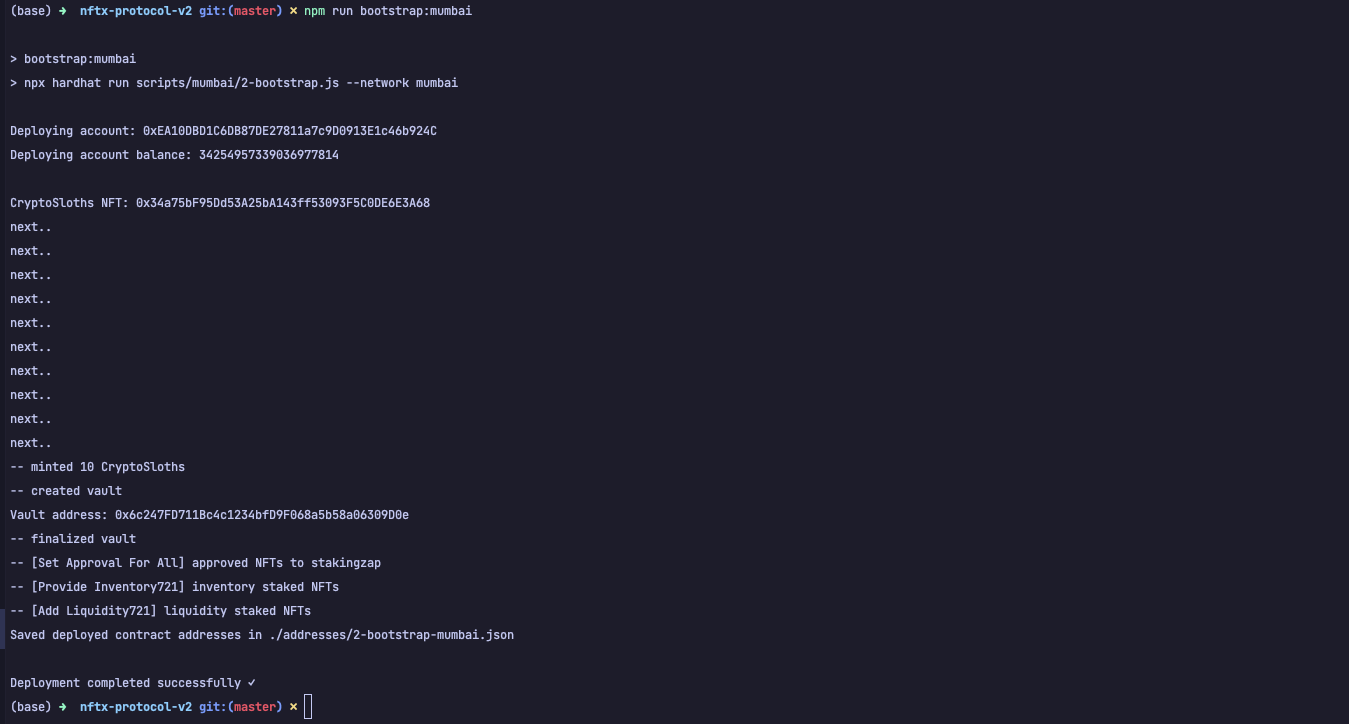 (base) ➜ nftx-protocol-v2 git:(master) ✗ npm run bootstrap:mumbai
> bootstrap:mumbai
> npx hardhat run scripts/mumbai/2-bootstrap.js --network mumbai
Deploying account: 0xEA10DBD1C6DB87DE27811a7c9D0913E1c46b924C
Deploying account balance: 34254957339036977814
CryptoSloths NFT: 0x34a75bF95Dd53A25bA143ff53093F5C0DE6E3A68
next..
next..
next..
next..
next..
next..
next..
next..
next..
next..
-- minted 10 CryptoSloths
-- created vault
Vault address: 0x6c247FD711Bc4c1234bfD9F068a5b58a06309D0e
-- finalized vault
-- [Set Approval For All] approved NFTs to stakingzap
-- [Provide Inventory721] inventory staked NFTs
-- [Add Liquidity721] liquidity staked NFTs
Saved deployed contract addresses in ./addresses/2-bootstrap-mumbai.json
Deployment completed successfully ✓
(base) ➜ nftx-protocol-v2 git:(master) ✗